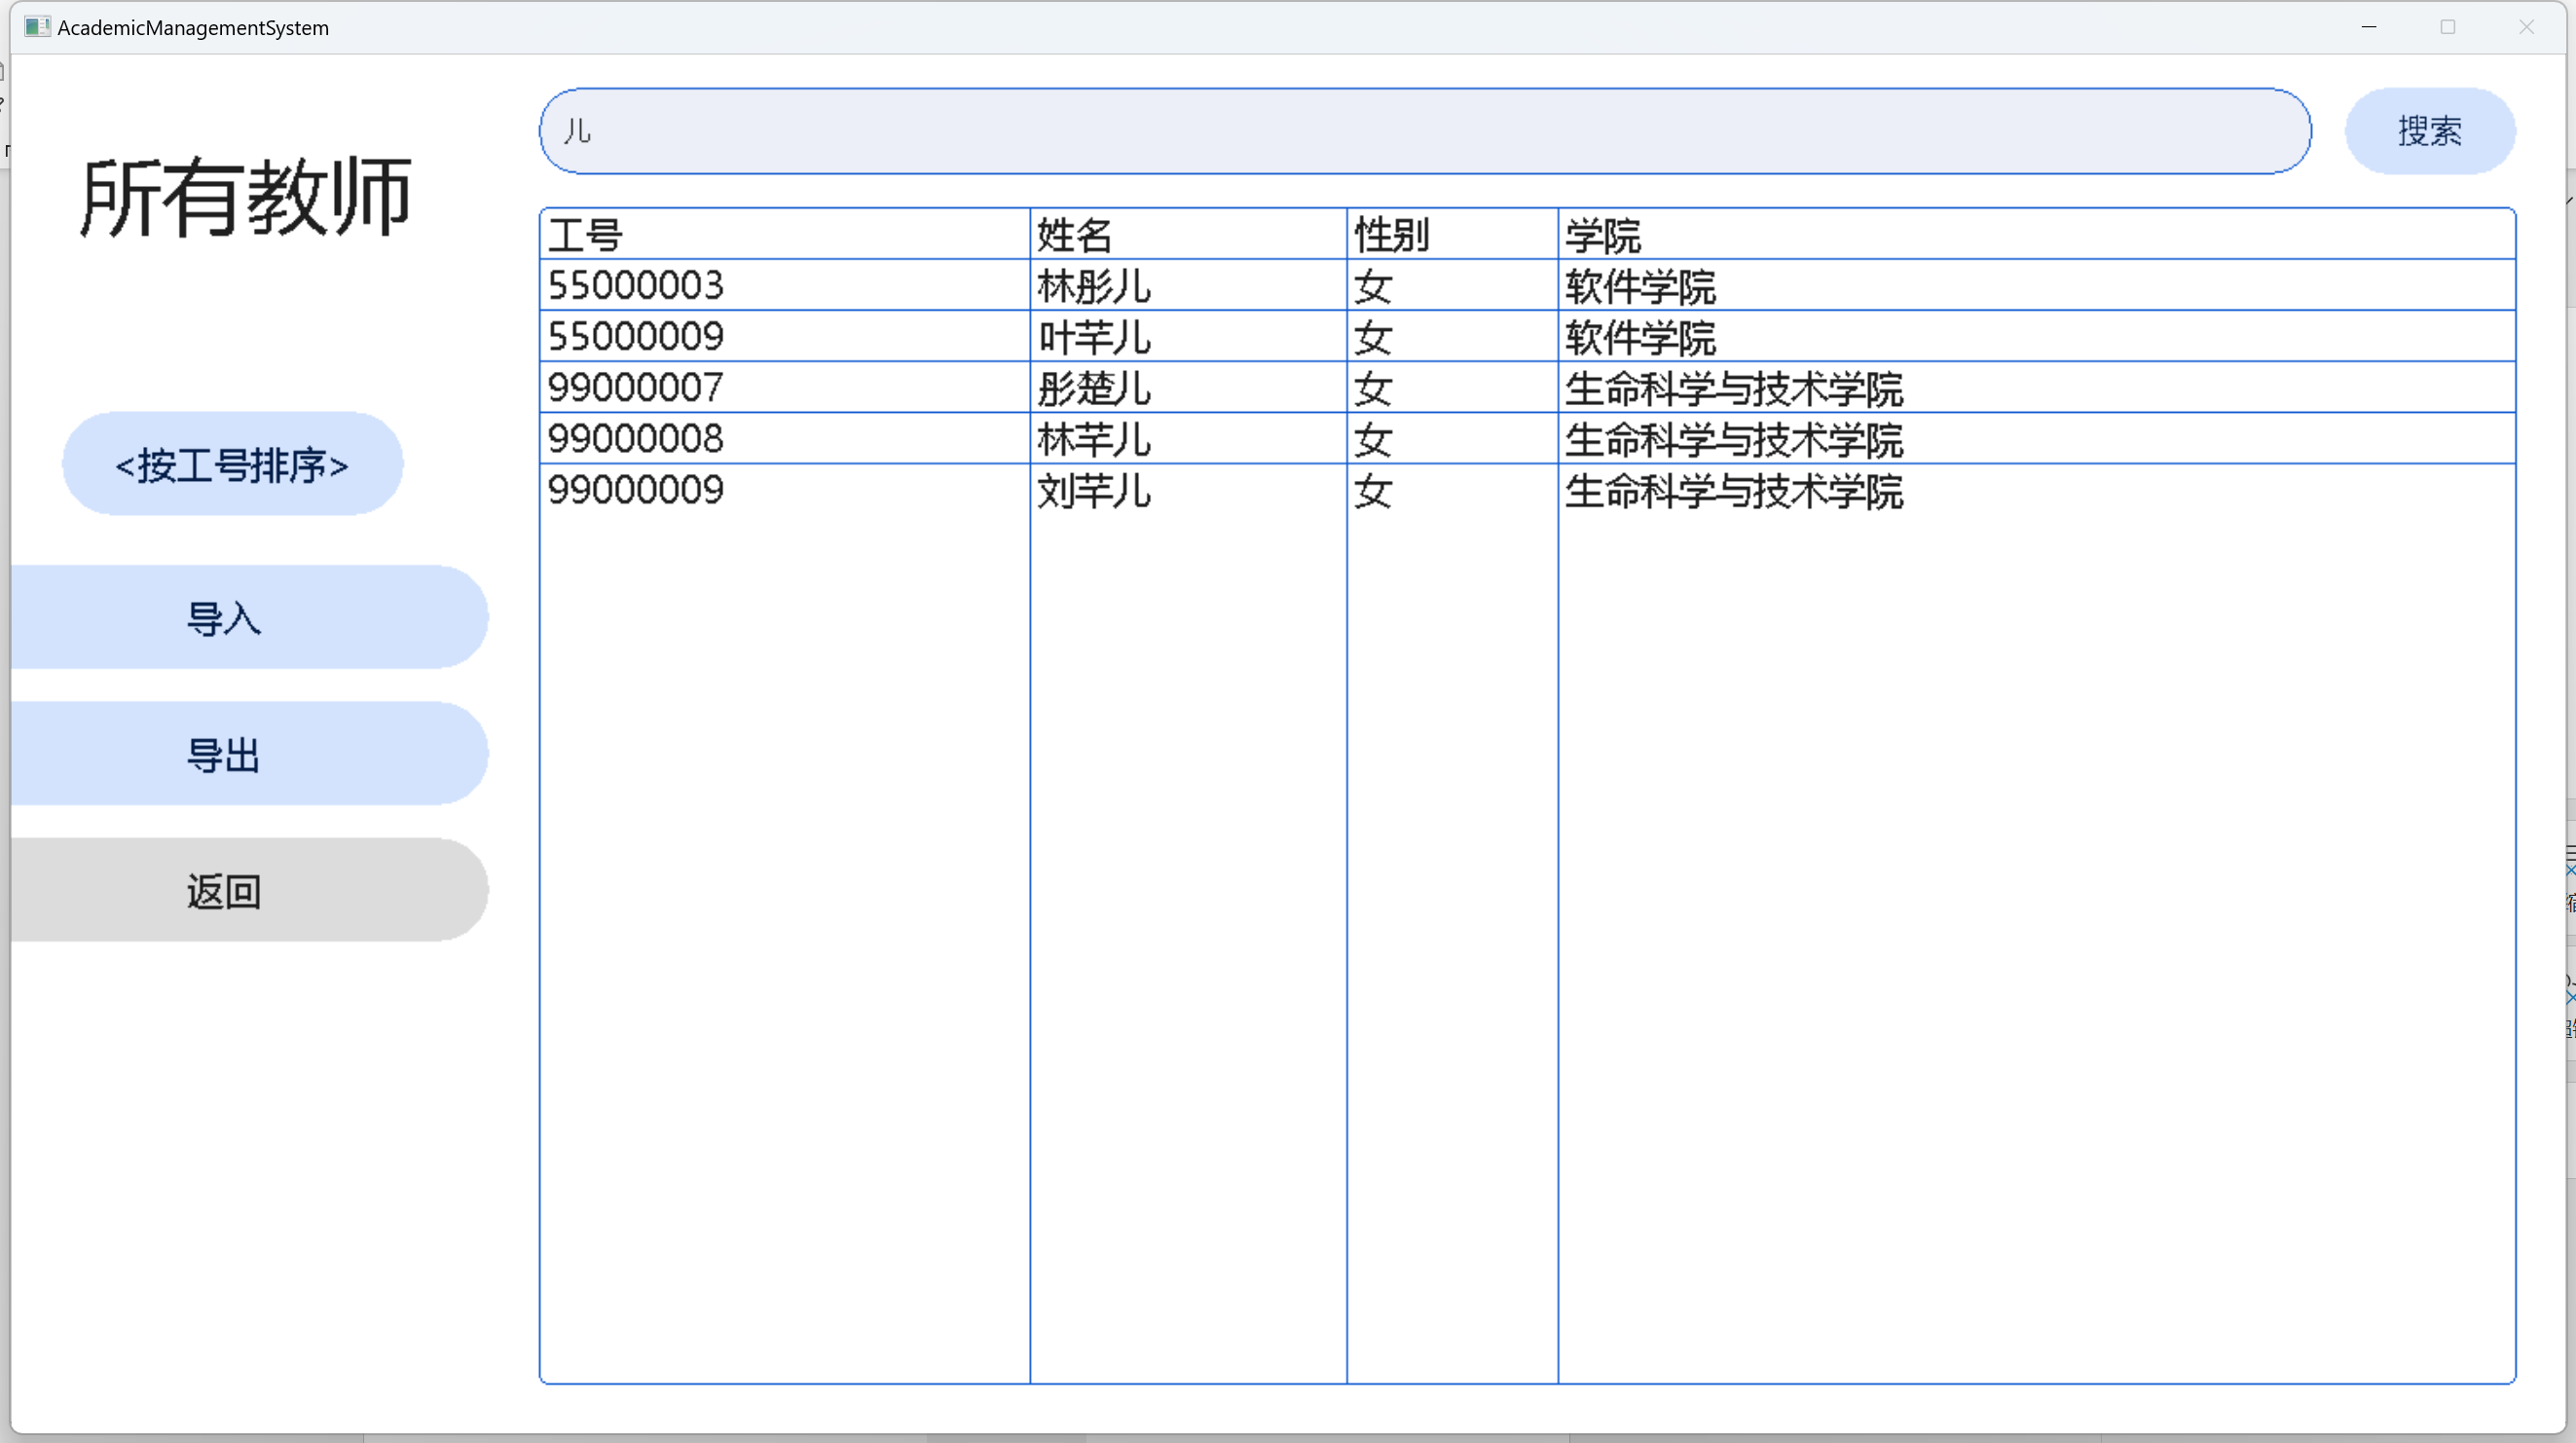 AcademicManagementSystem
所有教师
<按工号排序>
导入
导出
返回
儿
搜索
工号 姓名 性别 学院
55000003 林彤儿 女 软件学院
55000009 叶芊儿 女 软件学院
99000007 彤楚儿 女 生命科学与技术学院
99000008 林芊儿 女 生命科学与技术学院
99000009 刘芊儿 女 生命科学与技术学院